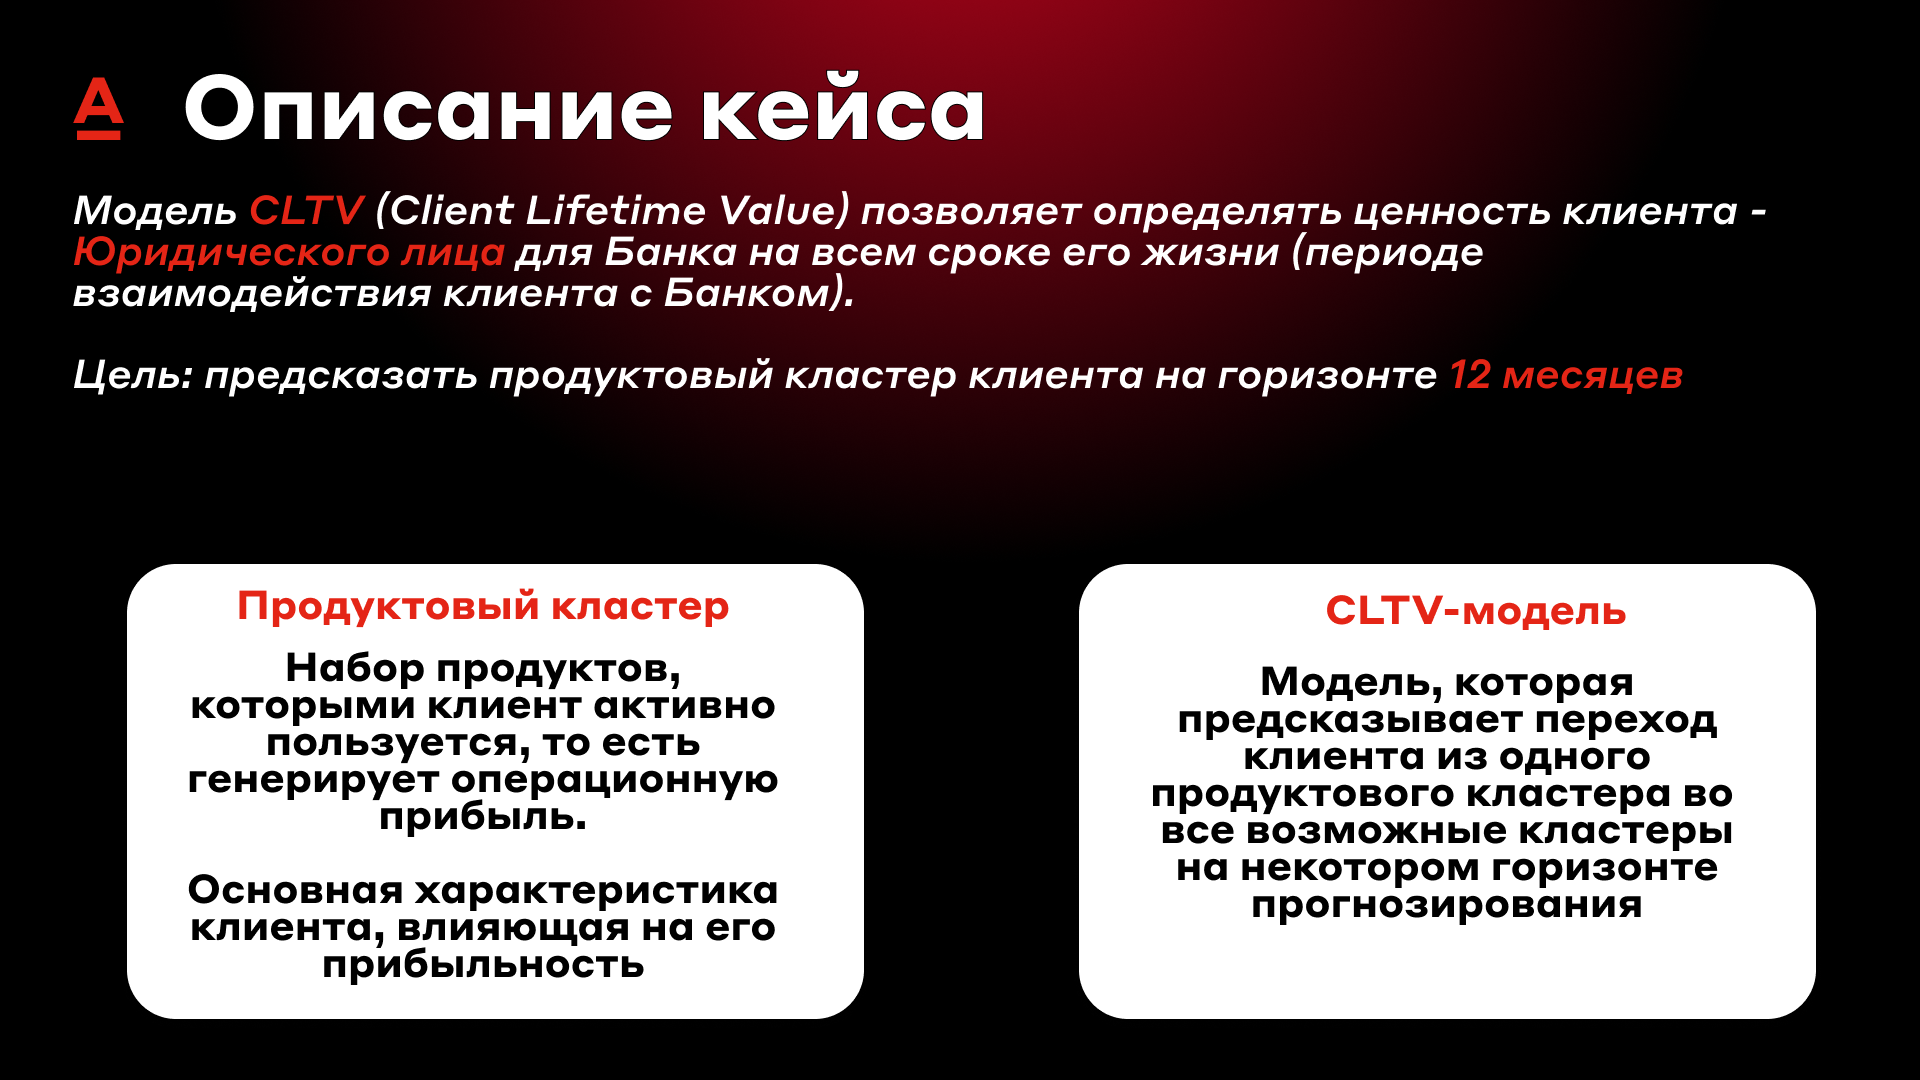 А Описание кейса
Модель CLTV (Client Lifetime Value) позволяет определять ценность клиента -
Юридического лица для Банка на всем сроке его жизни (периоде
взаимодействия клиента с Банком).
Цель: предсказать продуктовый кластер клиента на горизонте 12 месяцев
Продуктовый кластер
Набор продуктов,
которыми клиент активно
пользуется, то есть
генерирует операционную
прибыль.
Основная характеристика
клиента, влияющая на его
прибыльность
CLTV-модель
Модель, которая
предсказывает переход
клиента из одного
продуктового кластера во
все возможные кластеры
на некотором горизонте
прогнозирования